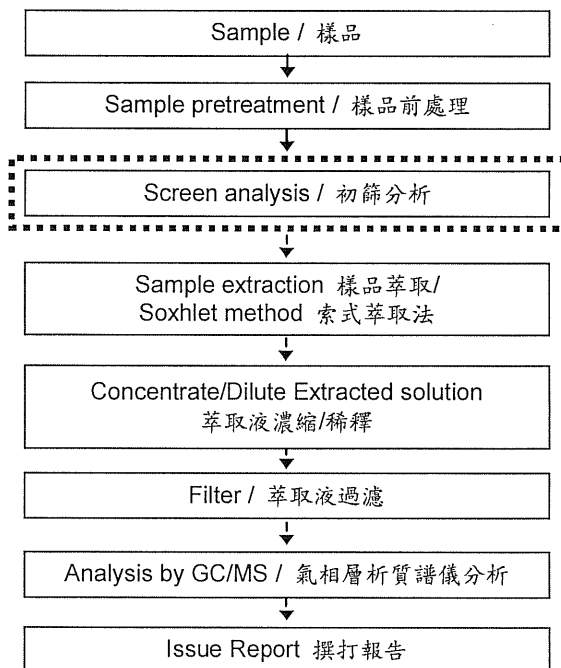 Sample / 樣品
Sample pretreatment / 樣品前處理
Screen analysis / 初篩分析
Sample extraction 樣品萃取/
Soxhlet method 索式萃取法
Concentrate/Dilute Extracted solution
萃取液濃縮/稀釋
Filter / 萃取液過濾
Analysis by GC/MS / 氣相層析質譜儀分析
Issue Report 撰打報告